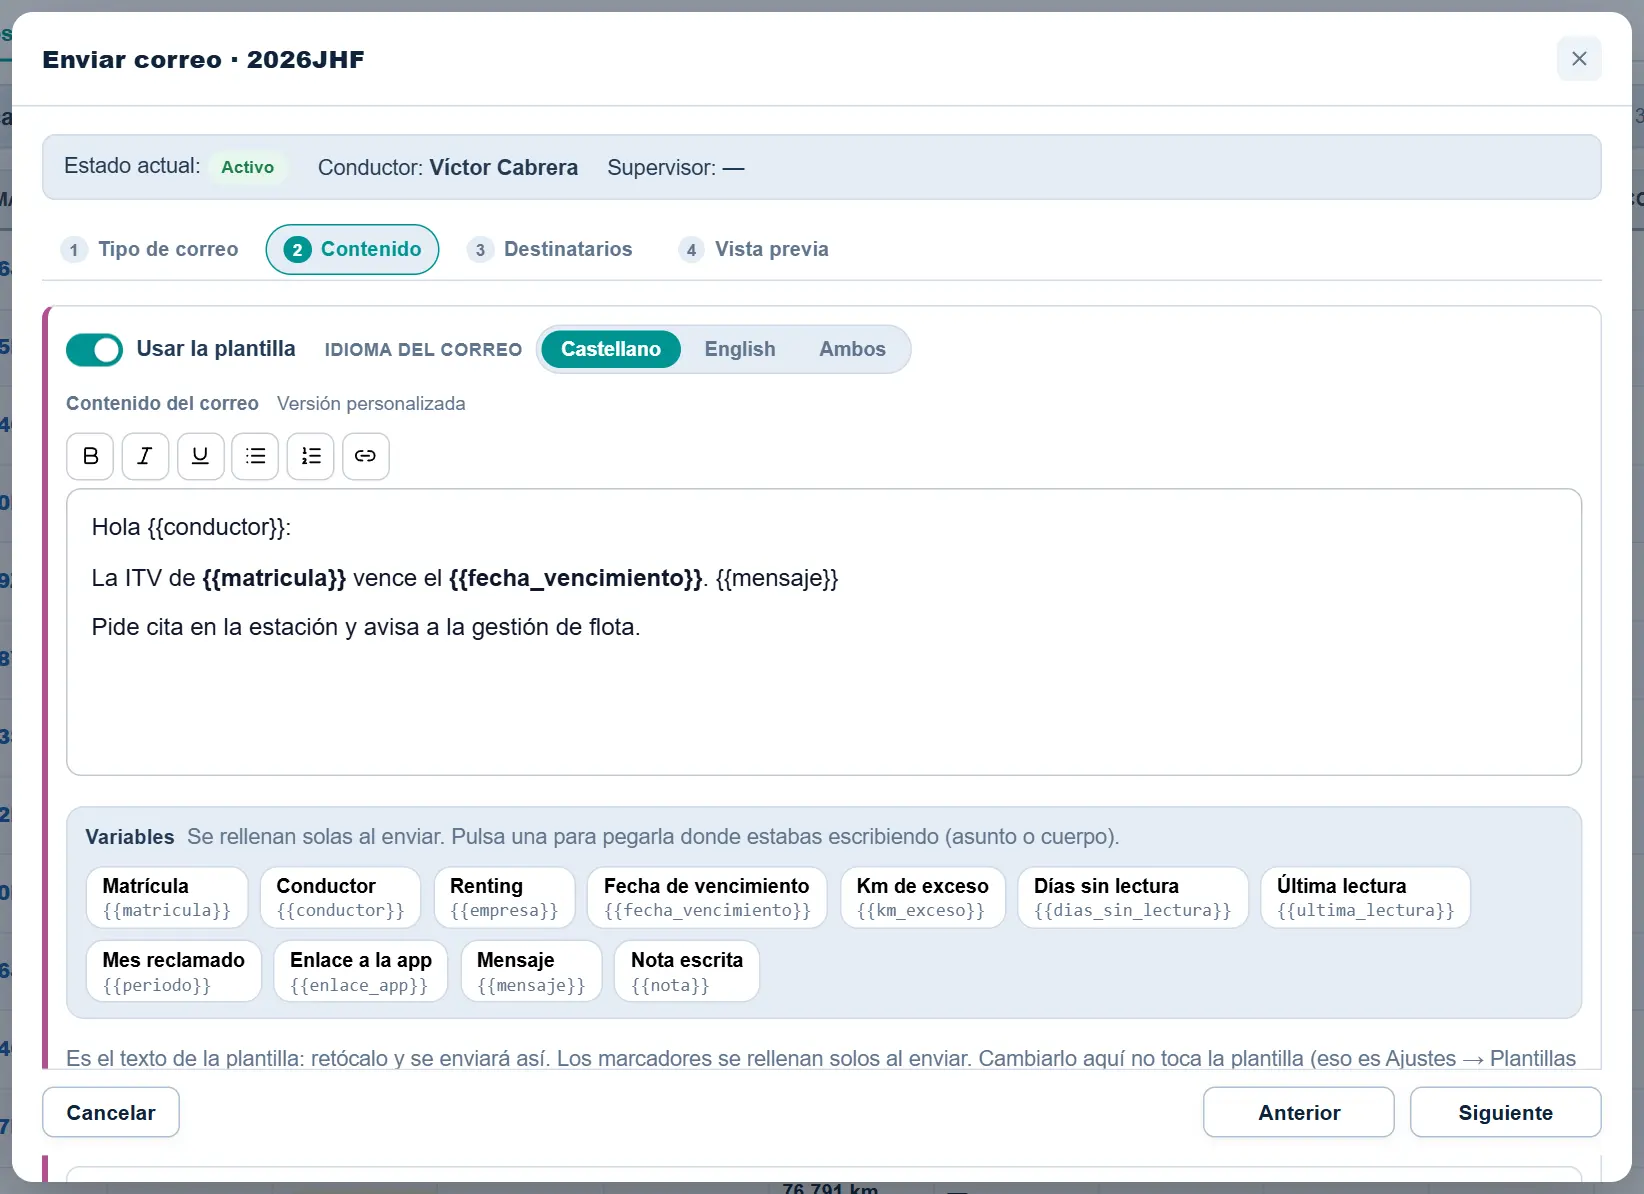 Enviar correo · 2026JHF
Estado actual: Activo Conductor: Víctor Cabrera Supervisor: —
1 Tipo de correo 2 Contenido 3 Destinatarios 4 Vista previa
Usar la plantilla IDIOMA DEL CORREO Castellano English Ambos
Contenido del correo Versión personalizada
B I U
Hola {{conductor}}:
La ITV de {{matricula}} vence el {{fecha_vencimiento}}. {{mensaje}}
Pide cita en la estación y avisa a la gestión de flota.
Variables Se rellenan solas al enviar. Pulsa una para pegarla donde estabas escribiendo (asunto o cuerpo).
Matrícula Conductor Renting Fecha de vencimiento Km de exceso Días sin lectura Última lectura
{{matricula}} {{conductor}} {{empresa}} {{fecha_vencimiento}} {{km_exceso}} {{dias_sin_lectura}} {{ultima_lectura}}
Mes reclamado Enlace a la app Mensaje Nota escrita
{{periodo}} {{enlace_app}} {{mensaje}} {{nota}}
Es el texto de la plantilla: retócalo y se enviará así. Los marcadores se rellenan solos al enviar. Cambiarlo aquí no toca la plantilla (eso es Ajustes → Plantillas
Cancelar Anterior Siguiente
76.791 km